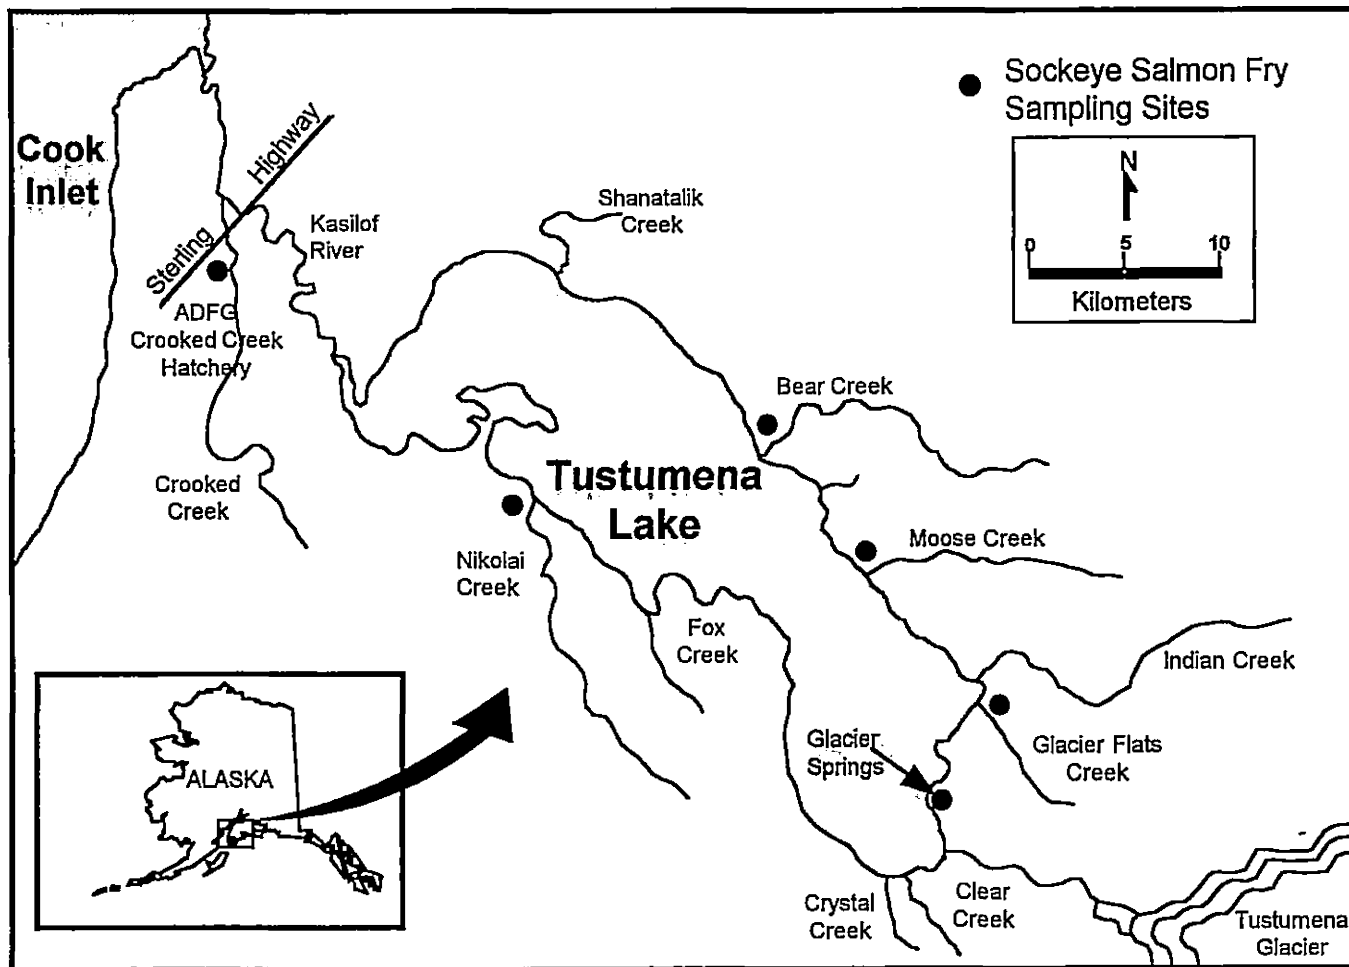 Sockeye Salmon Fry
Sampling Sites
N
0 5 10
Kilometers
Cook
Inlet
Sterling Highway
Kasilof
River
Shanatalik
Creek
ADFG
Crooked Creek
Hatchery
Bear Creek
Crooked
Creek
Tustumena
Lake
Moose Creek
Nikolai
Creek
Fox
Creek
Indian Creek
Glacier
Springs
Glacier Flats
Creek
ALASKA
Crystal
Creek
Clear
Creek
Tustumena
Glacier